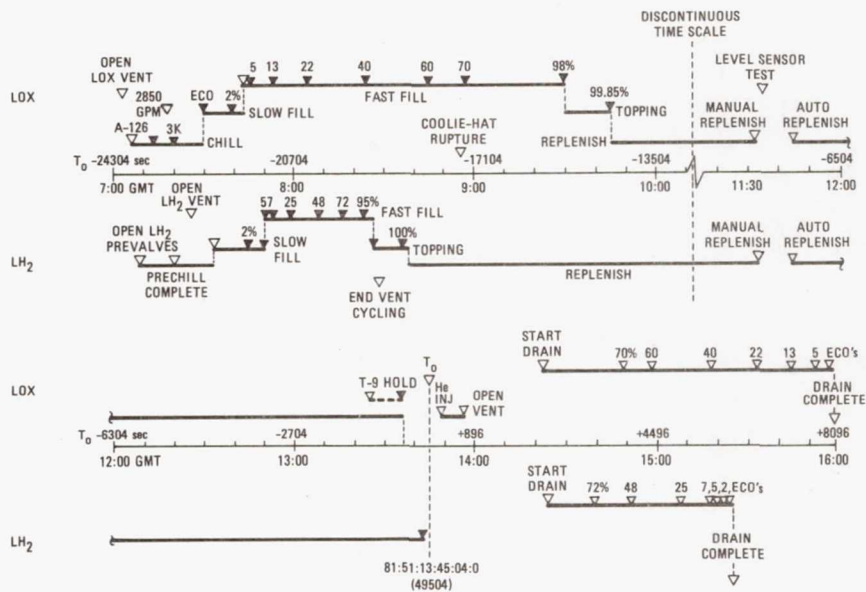 DISCONTINUOUS
TIME SCALE
OPEN
LOX VENT
5 13 22 40 60 70 98%
LEVEL SENSOR
TEST
LOX
2850
GPM
ECO 2%
SLOW FILL
FAST FILL
99.85%
TOPPING
MANUAL
REPLENISH
AUTO
REPLENISH
A-126 3K
CHILL
COOLIE-HAT
RUPTURE
REPLENISH
T0 -24304 sec -20704 -17104 -13504 -6504
7:00 GMT 8:00 9:00 10:00 11:30 12:00
OPEN
LH2 VENT
57 25 48 72 95%
FAST FILL
OPEN LH2
PREVALVES
2%
SLOW
FILL
100%
TOPPING
MANUAL
REPLENISH
AUTO
REPLENISH
LH2
PRECHILL
COMPLETE
REPLENISH
END VENT
CYCLING
START
DRAIN
70% 60 40 22 13 5 ECO's
T0
LOX
T-9 HOLD
He
INJ
OPEN
VENT
DRAIN
COMPLETE
T0 -6304 sec -2704 +896 +4496 +8096
12:00 GMT 13:00 14:00 15:00 16:00
START
DRAIN
72% 48 25 7,5,2,ECO's
LH2
DRAIN
COMPLETE
81:51:13:45:04:0
(49504)